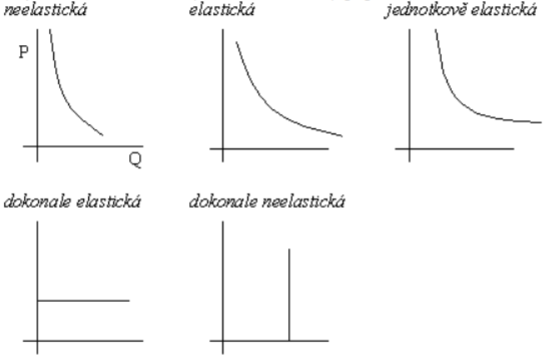 neelastická
elastická
jednotkově elastická
P
Q
dokonale elastická
dokonale neelastická